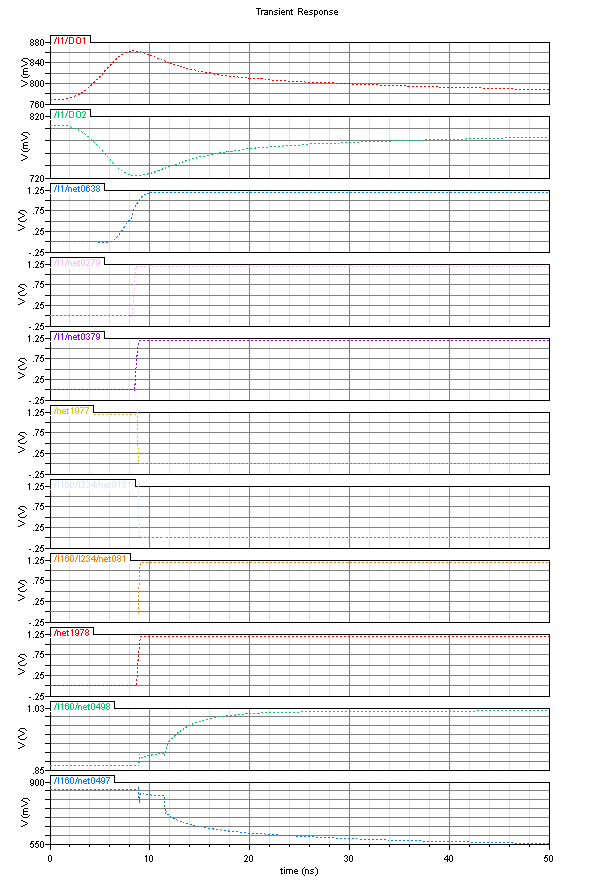 Transient Response
/I1/DO1
880
840
800
760
V (mV)
/I1/DO2
820
720
V (mV)
/I1/net0638
1.25
.75
.25
-.25
V (V)
/I1/net0279
1.25
.75
.25
-.25
V (V)
/I1/net0379
1.25
.75
.25
-.25
V (V)
/net1977
1.25
.75
.25
-.25
V (V)
1.25
.75
.25
-.25
V (V)
/I160/I234/net081
1.25
.75
.25
-.25
V (V)
/net1978
1.25
.75
.25
-.25
V (V)
/I160/net0498
1.03
.85
V (V)
/I160/net0497
900
550
V (mV)
0 10 20 30 40 50
time (ns)